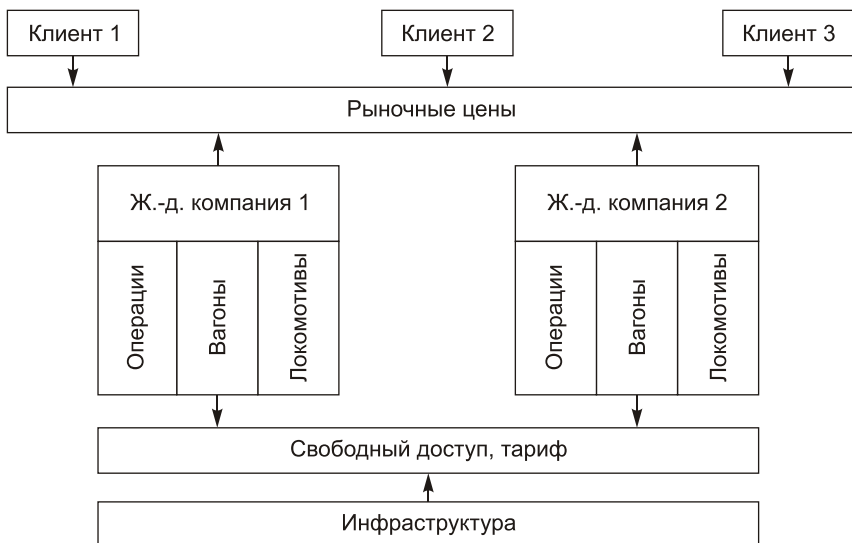 Клиент 1
Клиент 2
Клиент 3
Рыночные цены
Ж.-д. компания 1
Ж.-д. компания 2
Операции
Вагоны
Локомотивы
Операции
Вагоны
Локомотивы
Свободный доступ, тариф
Инфраструктура